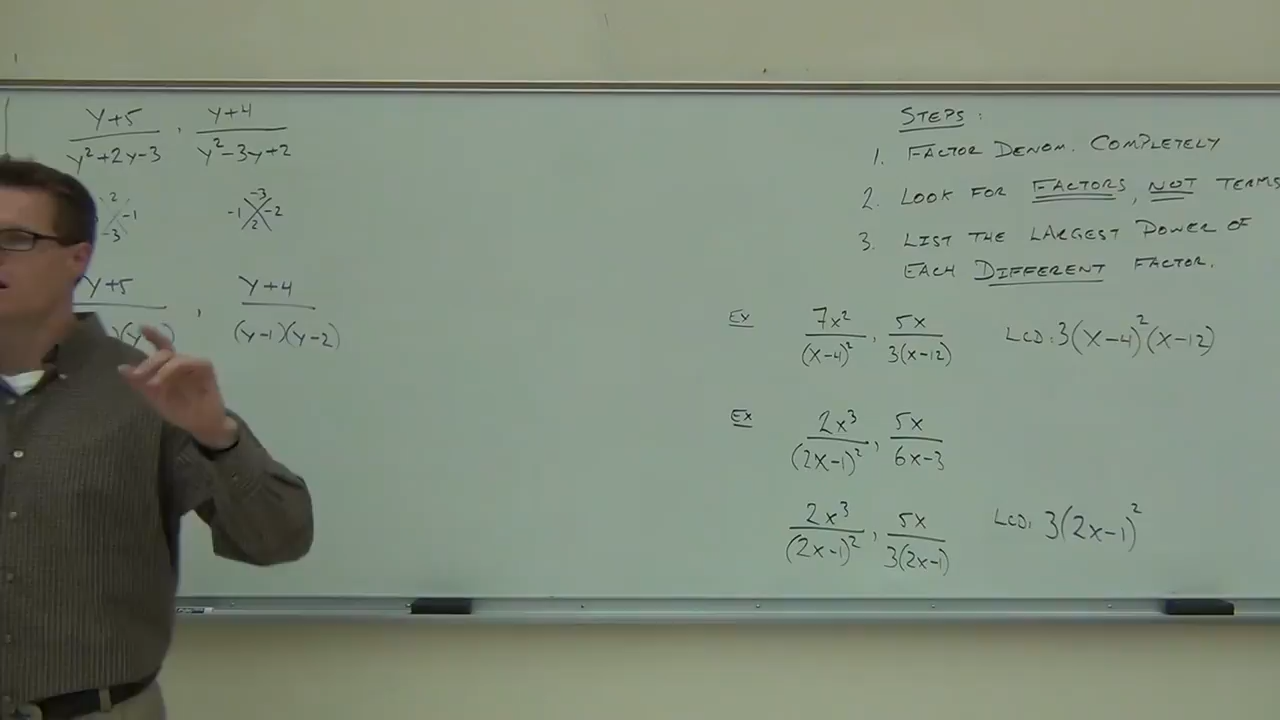 y+5 / y²+2y-3 , y+4 / y²-3y+2
2 -1 -3
-3 -1 -2 2
y+5 / )(y , y+4 / (y-1)(y-2)
STEPS:
1. FACTOR DENOM. COMPLETELY
2. LOOK FOR FACTORS, NOT TERMS
3. LIST THE LARGEST POWER OF
EACH DIFFERENT FACTOR.
Ex 7x² / (x-4)² , 5x / 3(x-12) LCD: 3(x-4)²(x-12)
Ex 2x³ / (2x-1)² , 5x / 6x-3
2x³ / (2x-1)² , 5x / 3(2x-1) LCD: 3(2x-1)²